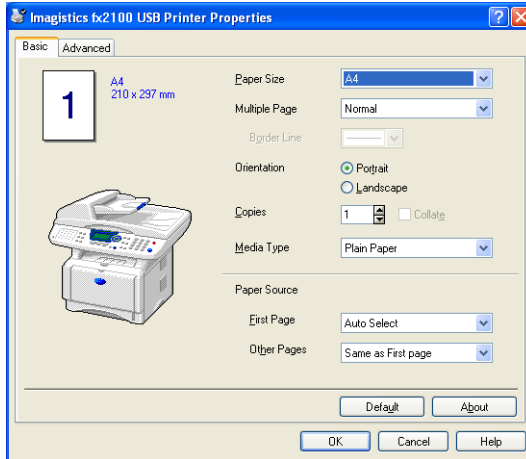 Imagistics fx2100 USB Printer Properties
Basic Advanced
1
A4
210 x 297 mm
Paper Size A4
Multiple Page Normal
Border Line
Orientation Portrait
Landscape
Copies 1 Collate
Media Type Plain Paper
Paper Source
First Page Auto Select
Other Pages Same as First page
Default About
OK Cancel Help